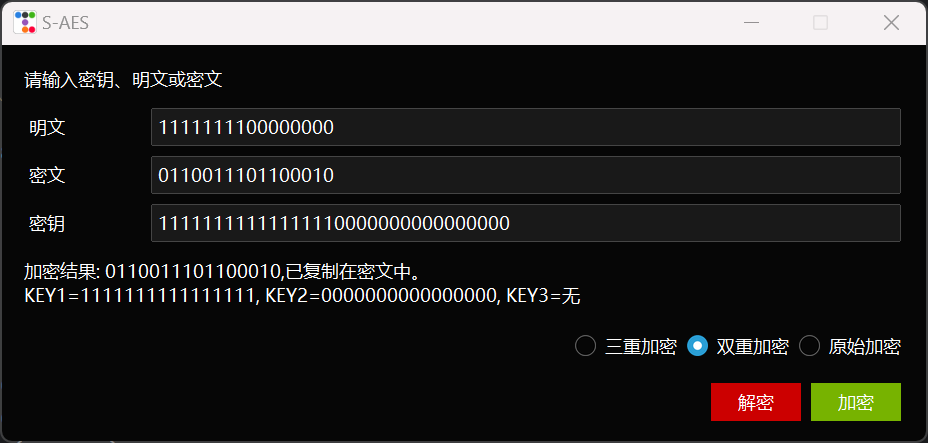 S-AES
请输入密钥、明文或密文
明文 1111111100000000
密文 0110011101100010
密钥 11111111111111110000000000000000
加密结果: 0110011101100010,已复制在密文中。
KEY1=1111111111111111, KEY2=0000000000000000, KEY3=无
三重加密 双重加密 原始加密
解密 加密